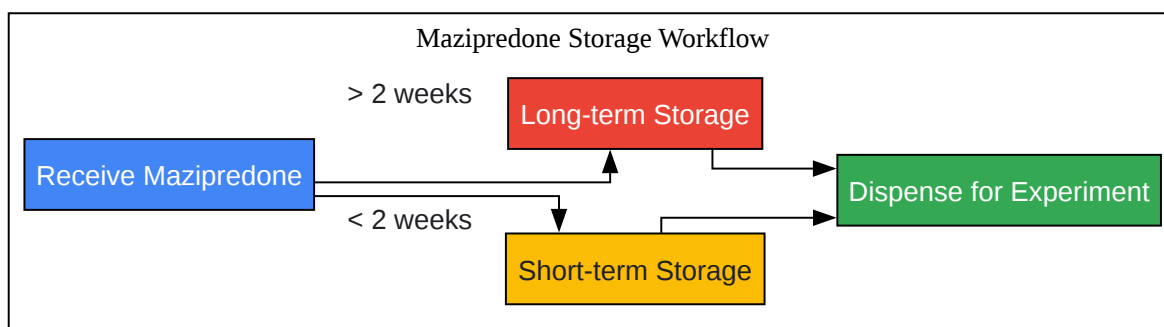 Mazipredone Storage Workflow
> 2 weeks
Long-term Storage
Receive Mazipredone
Dispense for Experiment
< 2 weeks
Short-term Storage